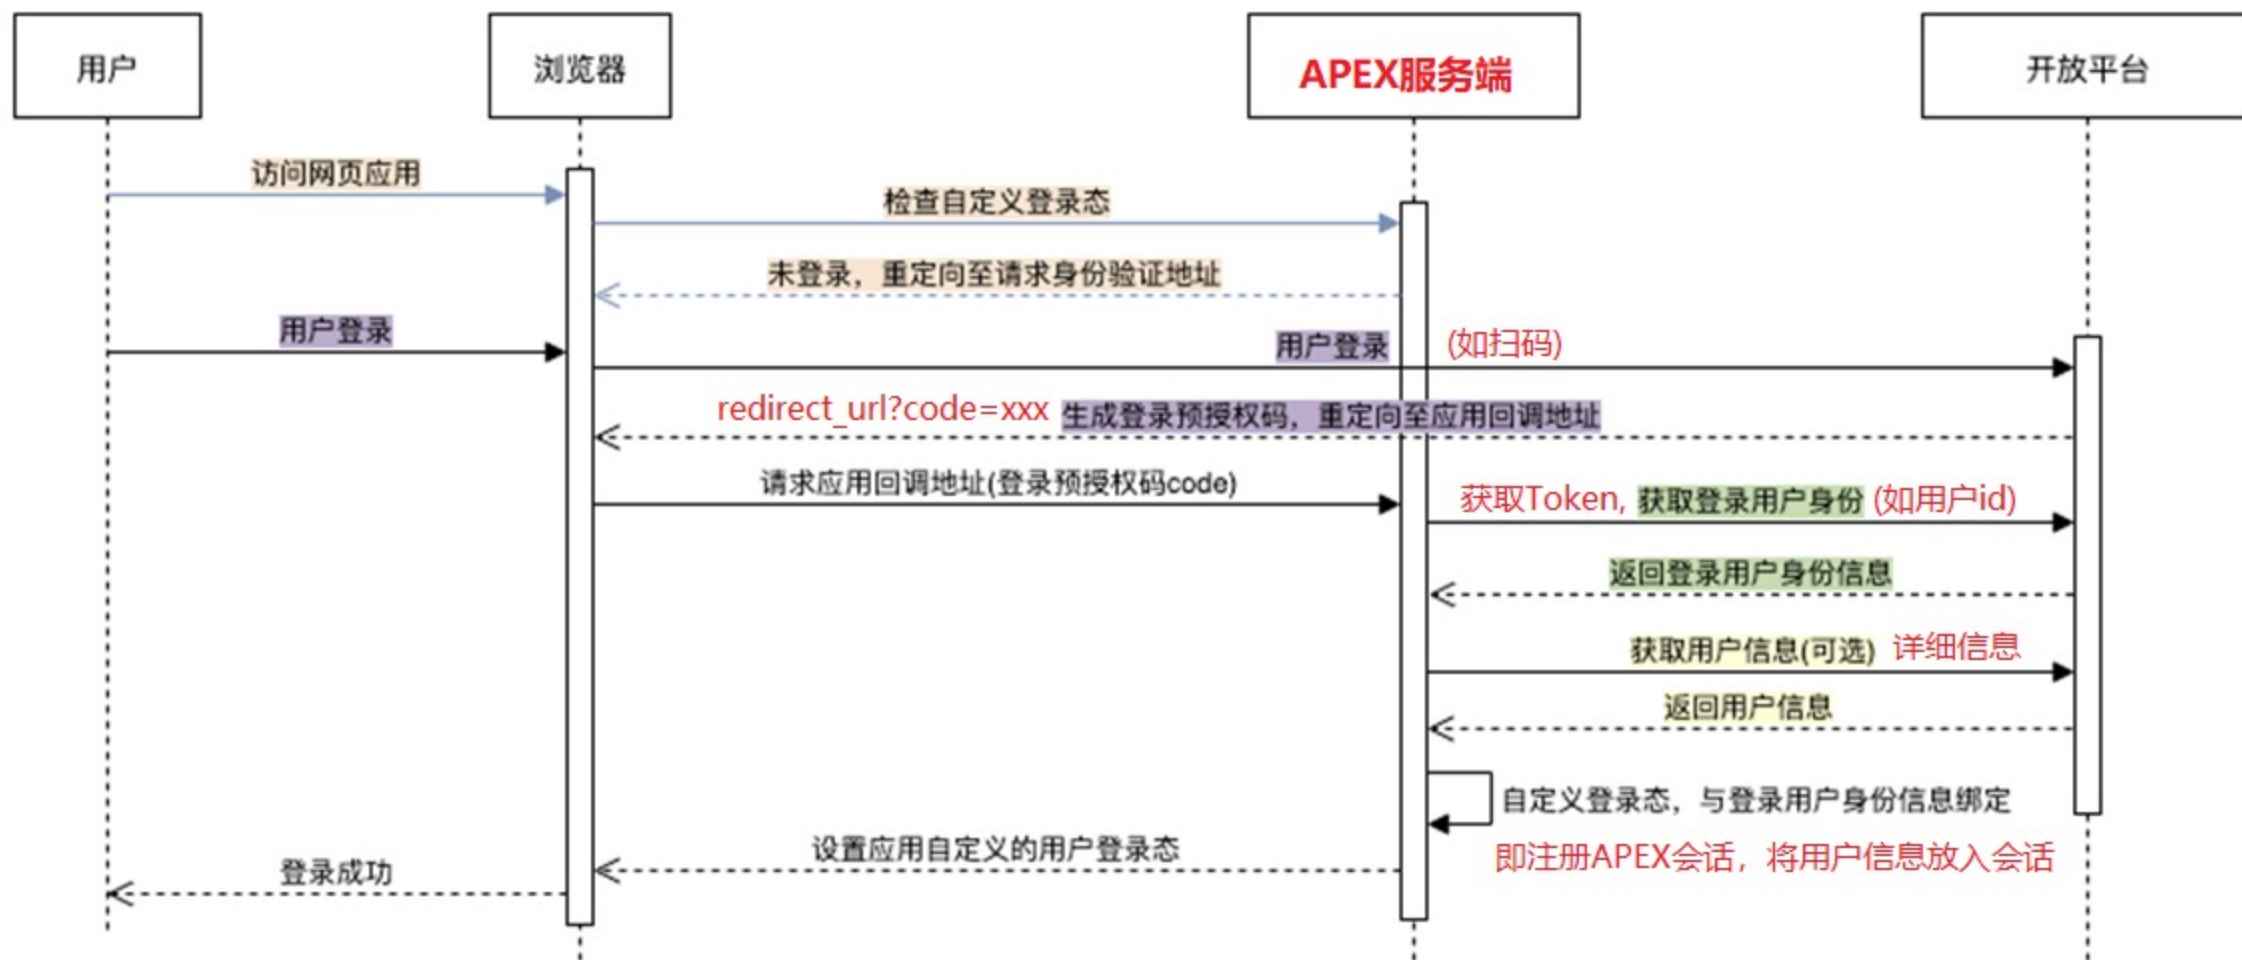 用户
浏览器
APEX服务端
开放平台
访问网页应用
检查自定义登录态
未登录，重定向至请求身份验证地址
用户登录
用户登录 (如扫码)
redirect_url?code=xxx 生成登录预授权码，重定向至应用回调地址
请求应用回调地址(登录预授权码code)
获取Token, 获取登录用户身份 (如用户id)
返回登录用户身份信息
获取用户信息(可选) 详细信息
返回用户信息
自定义登录态，与登录用户身份信息绑定
即注册APEX会话，将用户信息放入会话
设置应用自定义的用户登录态
登录成功